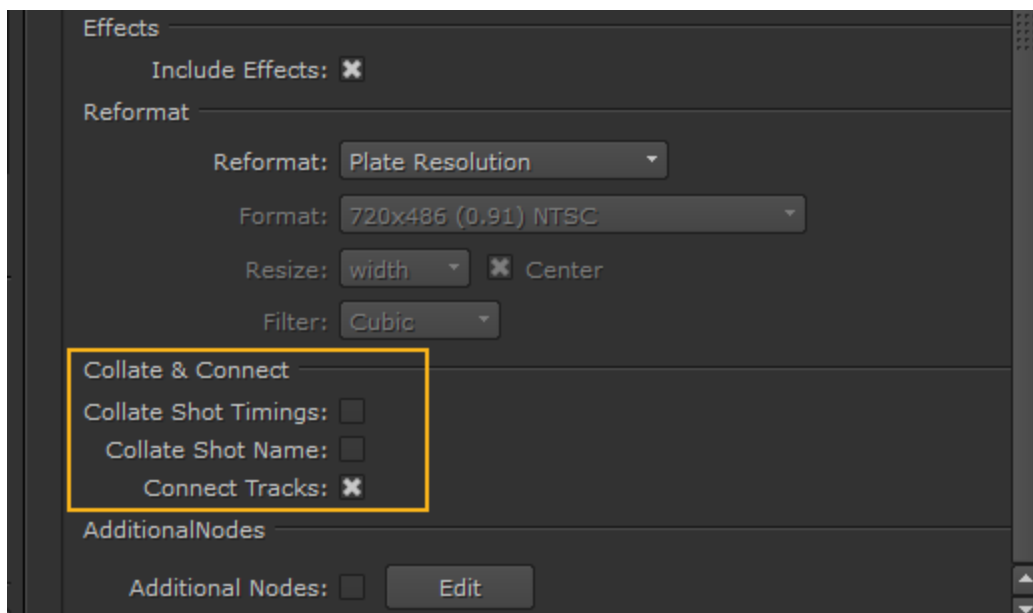 Effects
Include Effects:
Reformat
Reformat: Plate Resolution
Format: 720x486 (0.91) NTSC
Resize: width Center
Filter: Cubic
Collate & Connect
Collate Shot Timings:
Collate Shot Name:
Connect Tracks:
AdditionalNodes
Additional Nodes: Edit